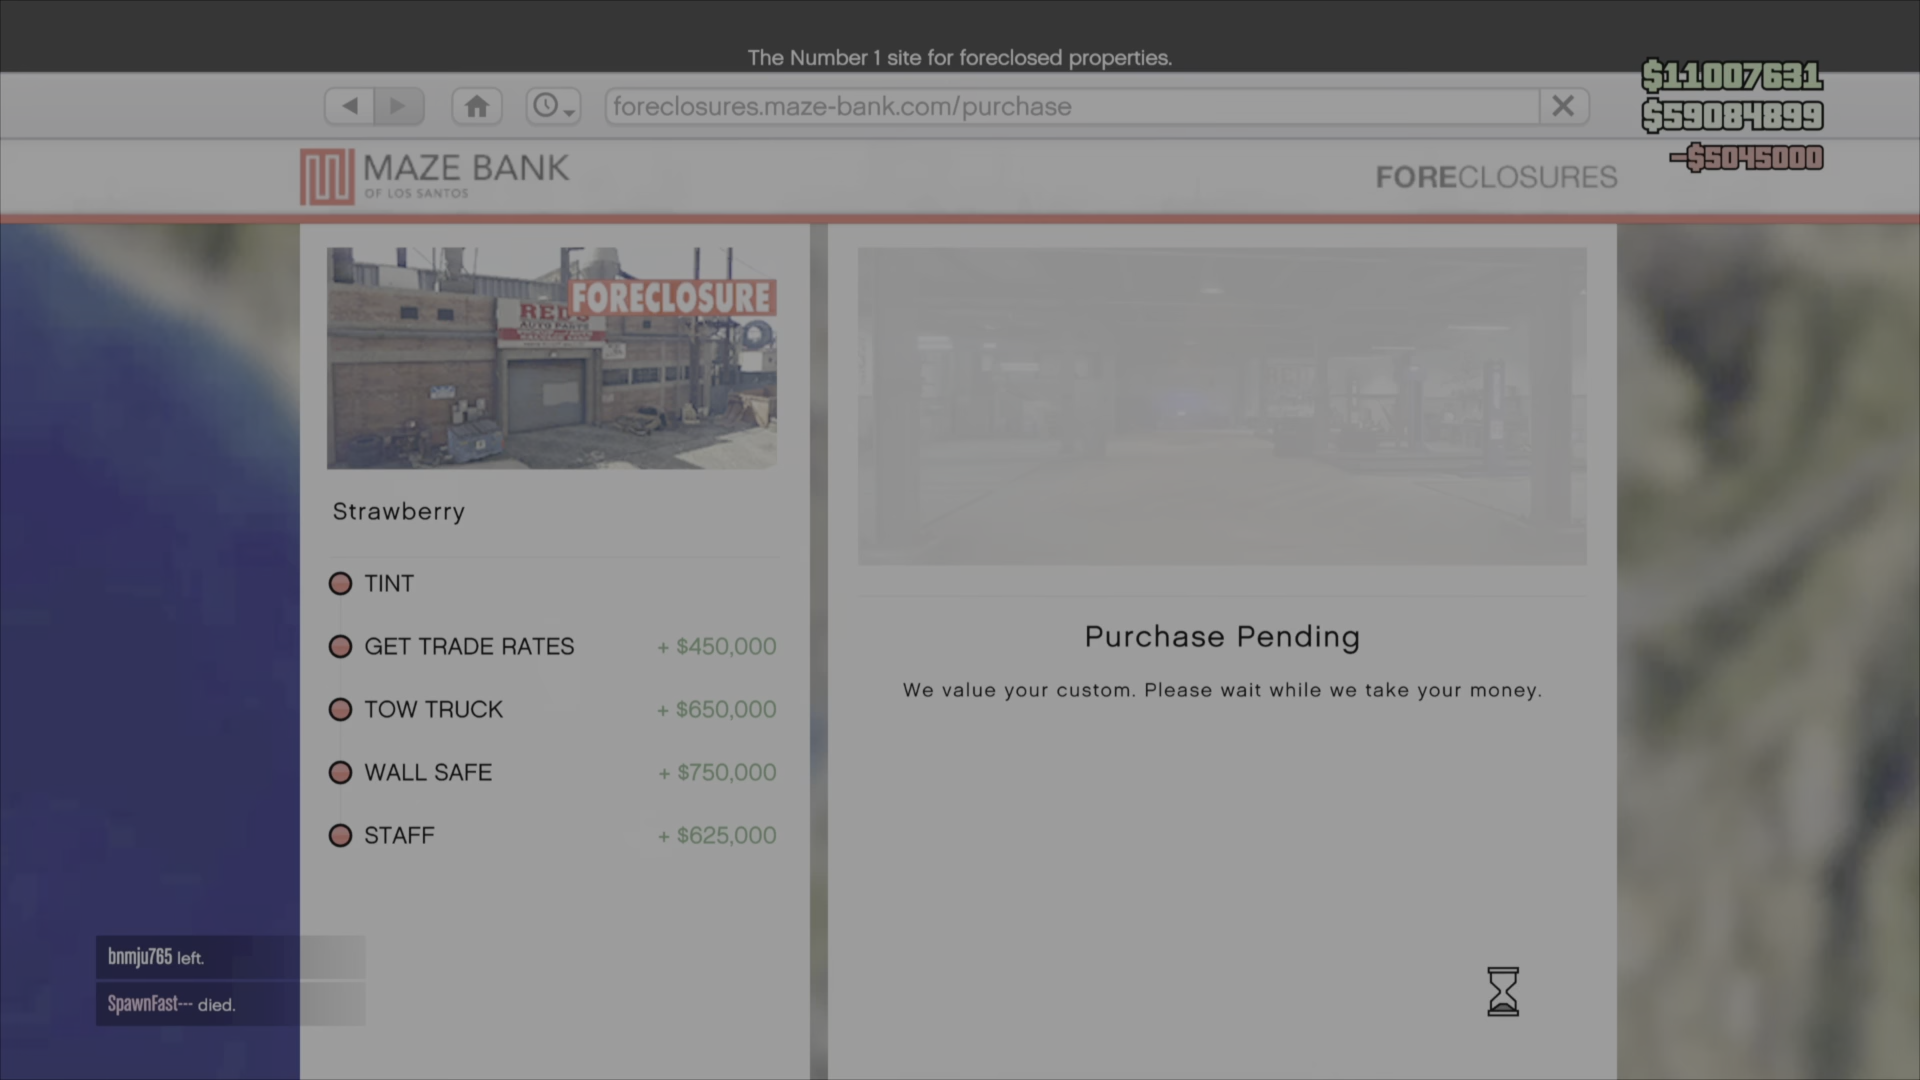 The Number 1 site for foreclosed properties.
$11007631
foreclosures.maze-bank.com/purchase
$59084899
-$5045000
MAZE BANK
OF LOS SANTOS
FORECLOSURES
FORECLOSURE
RED'S
AUTO PARTS
Strawberry
TINT
GET TRADE RATES + $450,000
TOW TRUCK + $650,000
WALL SAFE + $750,000
STAFF + $625,000
Purchase Pending
We value your custom. Please wait while we take your money.
bnmju765 left.
SpawnFast--- died.